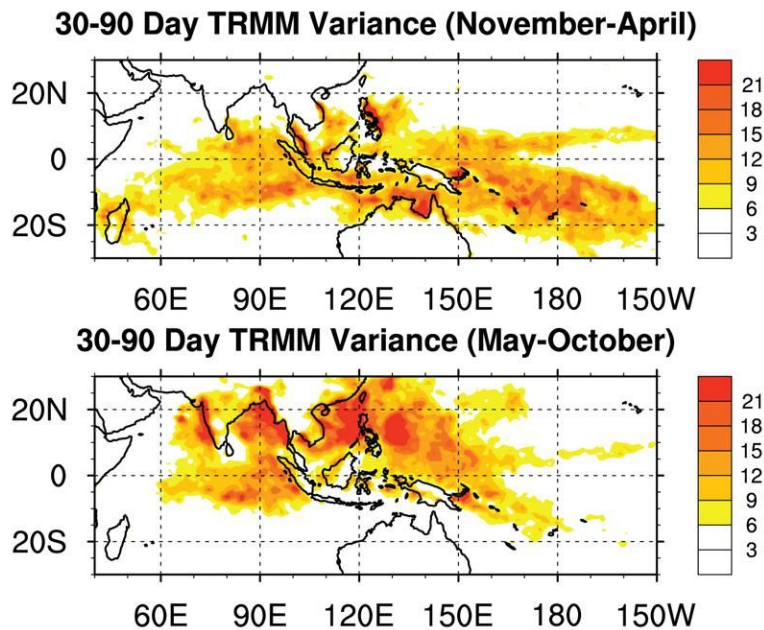 30-90 Day TRMM Variance (November-April)
20N
0
20S
60E 90E 120E 150E 180 150W
21
18
15
12
9
6
3
30-90 Day TRMM Variance (May-October)
20N
0
20S
60E 90E 120E 150E 180 150W
21
18
15
12
9
6
3